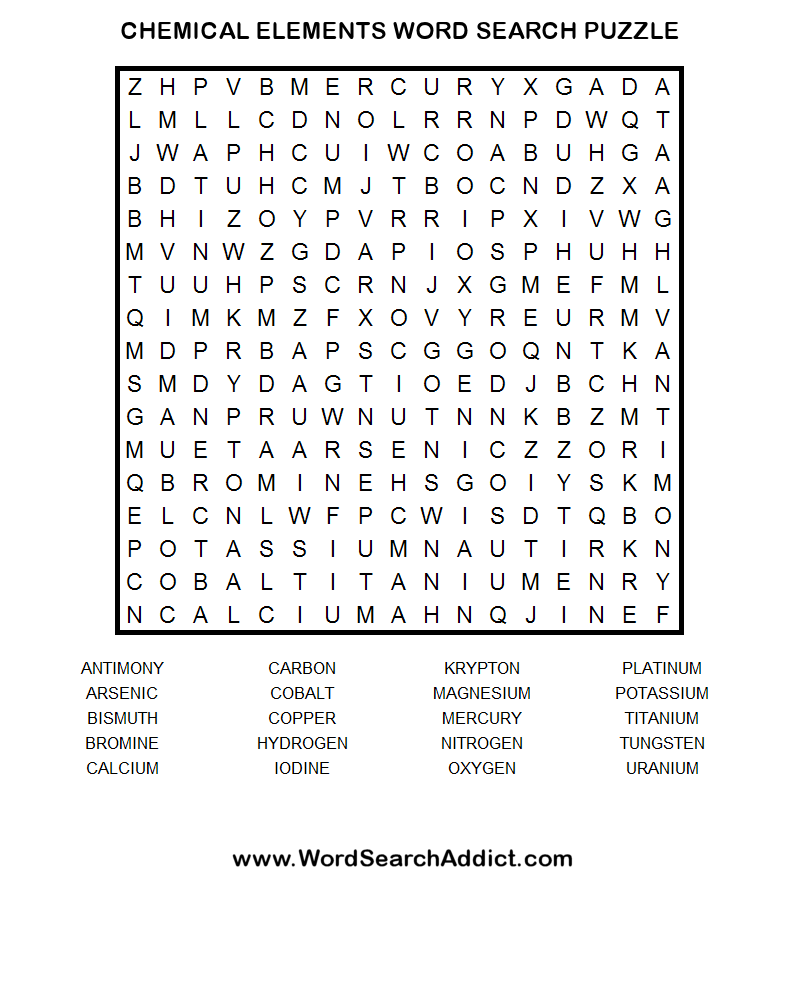 CHEMICAL ELEMENTS WORD SEARCH PUZZLE
Z H P V B M E R C U R Y X G A D A
L M L L C D N O L R R N P D W Q T
J W A P H C U I W C O A B U H G A
B D T U H C M J T B O C N D Z X A
B H I Z O Y P V R R I P X I V W G
M V N W Z G D A P I O S P H U H H
T U U H P S C R N J X G M E F M L
Q I M K M Z F X O V Y R E U R M V
M D P R B A P S C G G O Q N T K A
S M D Y D A G T I O E D J B C H N
G A N P R U W N U T N N K B Z M T
M U E T A A R S E N I C Z Z O R I
Q B R O M I N E H S G O I Y S K M
E L C N L W F P C W I S D T Q B O
P O T A S S I U M N A U T I R K N
C O B A L T I T A N I U M E N R Y
N C A L C I U M A H N Q J I N E F
ANTIMONY CARBON KRYPTON PLATINUM
ARSENIC COBALT MAGNESIUM POTASSIUM
BISMUTH COPPER MERCURY TITANIUM
BROMINE HYDROGEN NITROGEN TUNGSTEN
CALCIUM IODINE OXYGEN URANIUM
www.WordSearchAddict.com